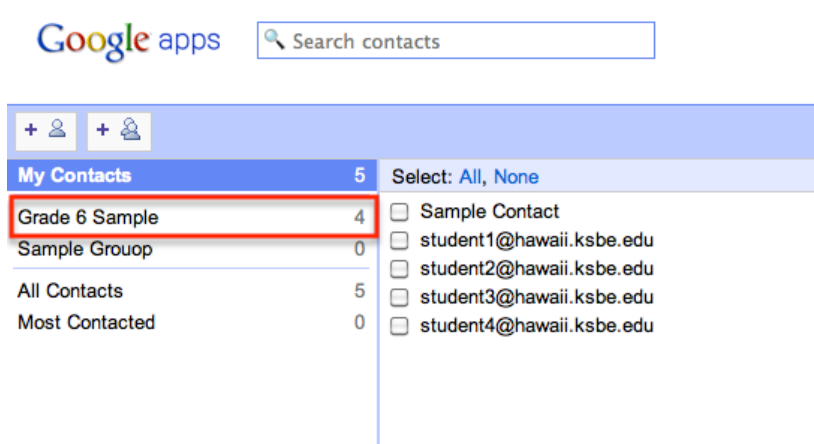 Google apps
Search contacts
+
+
My Contacts 5
Grade 6 Sample 4
Sample Grouop 0
All Contacts 5
Most Contacted 0
Select: All, None
Sample Contact
student1@hawaii.ksbe.edu
student2@hawaii.ksbe.edu
student3@hawaii.ksbe.edu
student4@hawaii.ksbe.edu